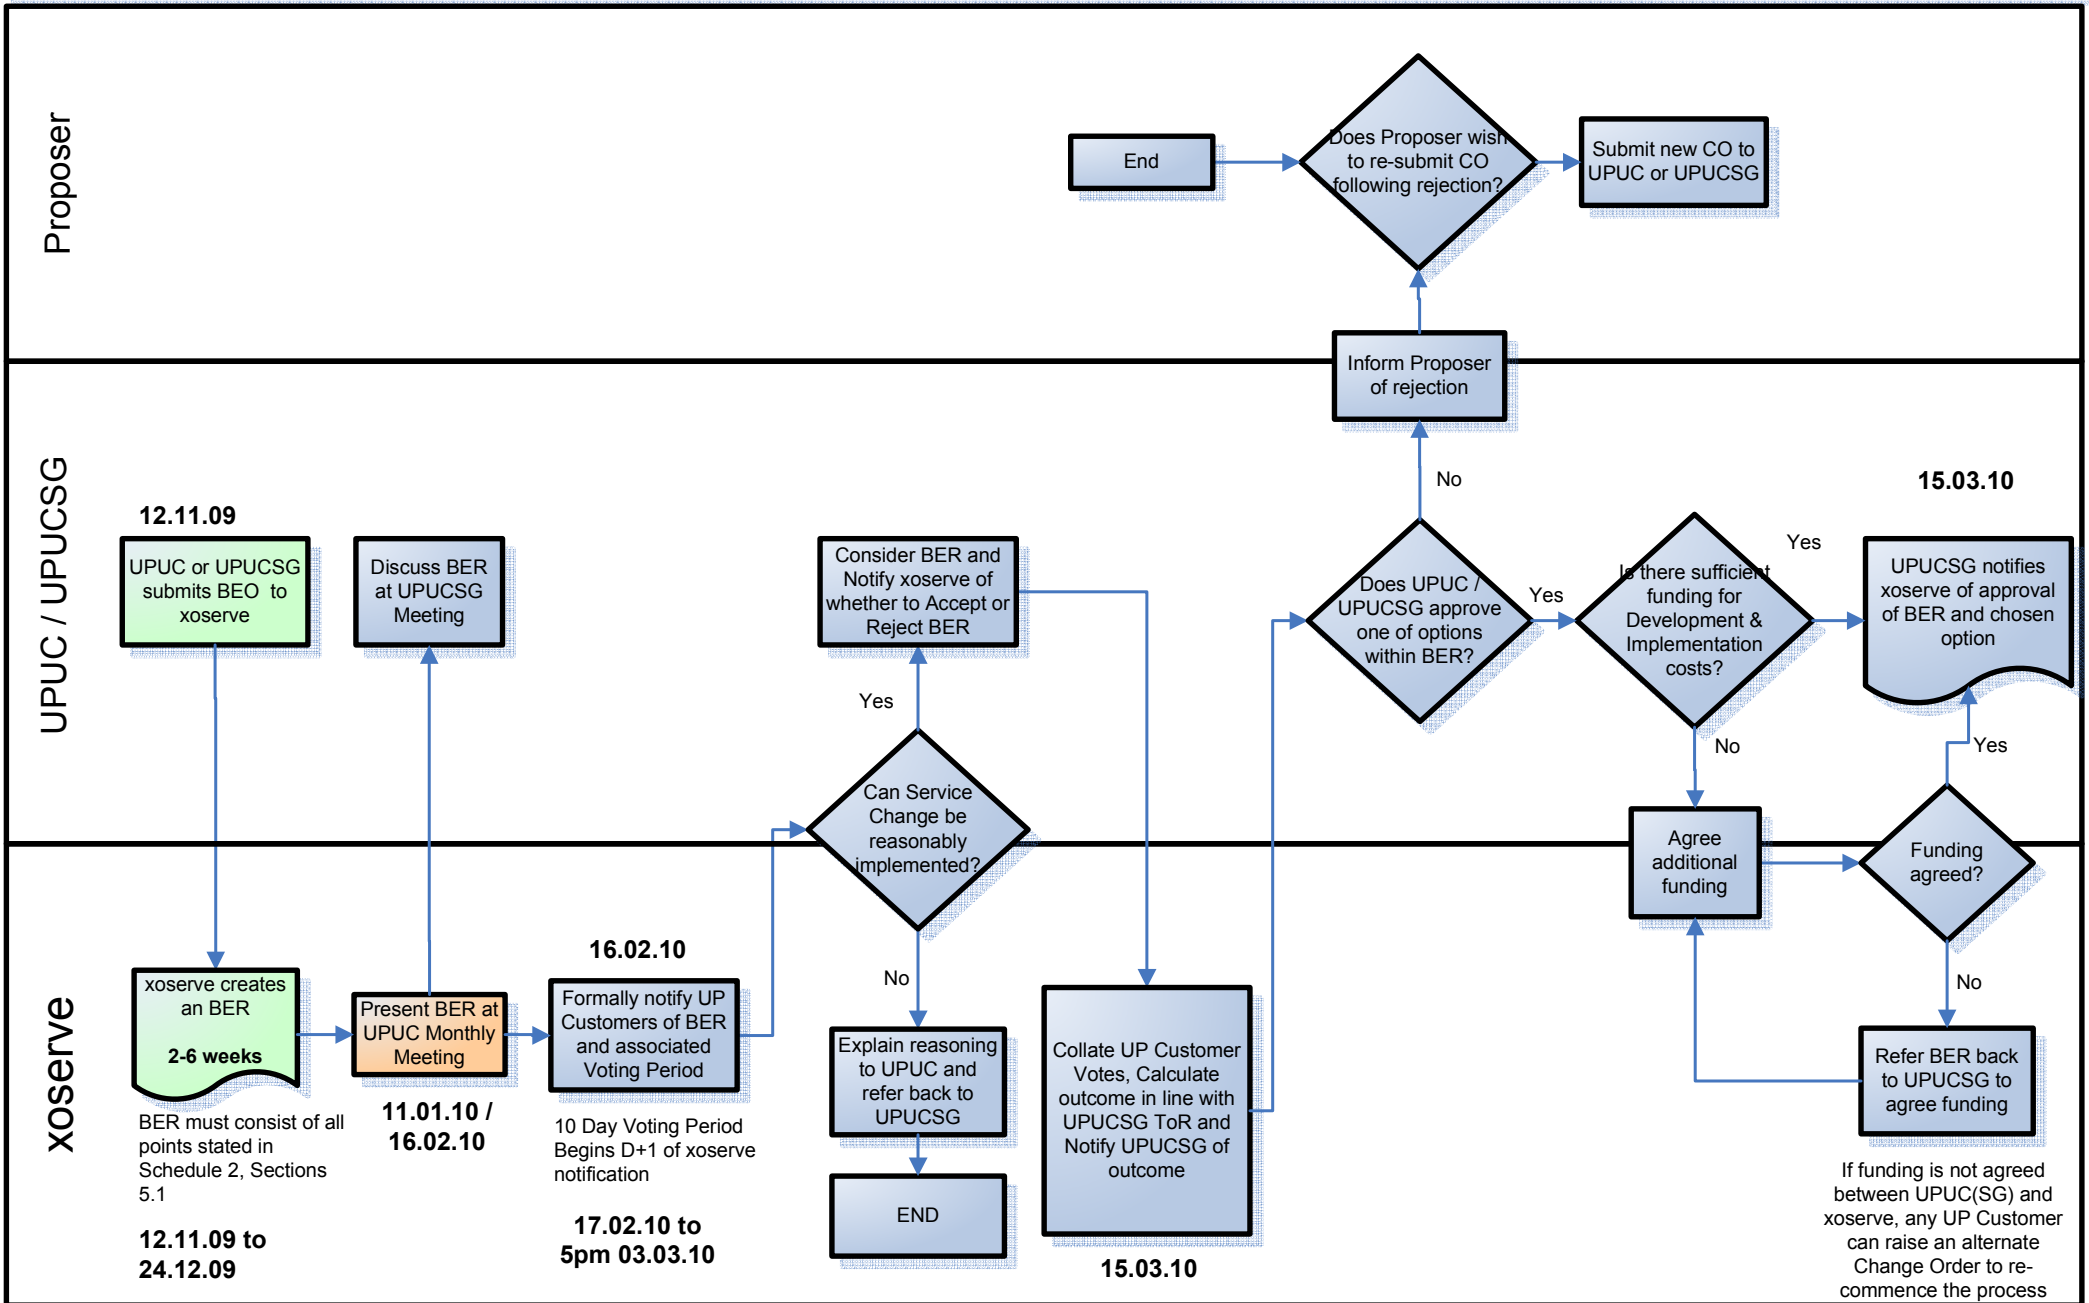 Proposer
End
Does Proposer wish
to re-submit CO
following rejection?
Submit new CO to
UPUC or UPUCSG
UPUC / UPUCSG
Inform Proposer
of rejection
No
12.11.09
UPUC or UPUCSG
submits BEO to
xoserve
Discuss BER
at UPUCSG
Meeting
Consider BER and
Notify xoserve of
whether to Accept or
Reject BER
Yes
Does UPUC /
UPUCSG approve
one of options
within BER?
Yes
Is there sufficient
funding for
Development &
Implementation
costs?
Yes
15.03.10
UPUCSG notifies
xoserve of approval
of BER and chosen
option
No
Yes
Can Service
Change be
reasonably
implemented?
Agree
additional
funding
Funding
agreed?
No
xoserve
xoserve creates
an BER
2-6 weeks
BER must consist of all
points stated in
Schedule 2, Sections
5.1
12.11.09 to
24.12.09
Present BER at
UPUC Monthly
Meeting
11.01.10 /
16.02.10
16.02.10
Formally notify UP
Customers of BER
and associated
Voting Period
10 Day Voting Period
Begins D+1 of xoserve
notification
17.02.10 to
5pm 03.03.10
No
Explain reasoning
to UPUC and
refer back to
UPUCSG
END
Collate UP Customer
Votes, Calculate
outcome in line with
UPUCSG ToR and
Notify UPUCSG of
outcome
15.03.10
Refer BER back
to UPUCSG to
agree funding
If funding is not agreed
between UPUC(SG) and
xoserve, any UP Customer
can raise an alternate
Change Order to re-
commence the process